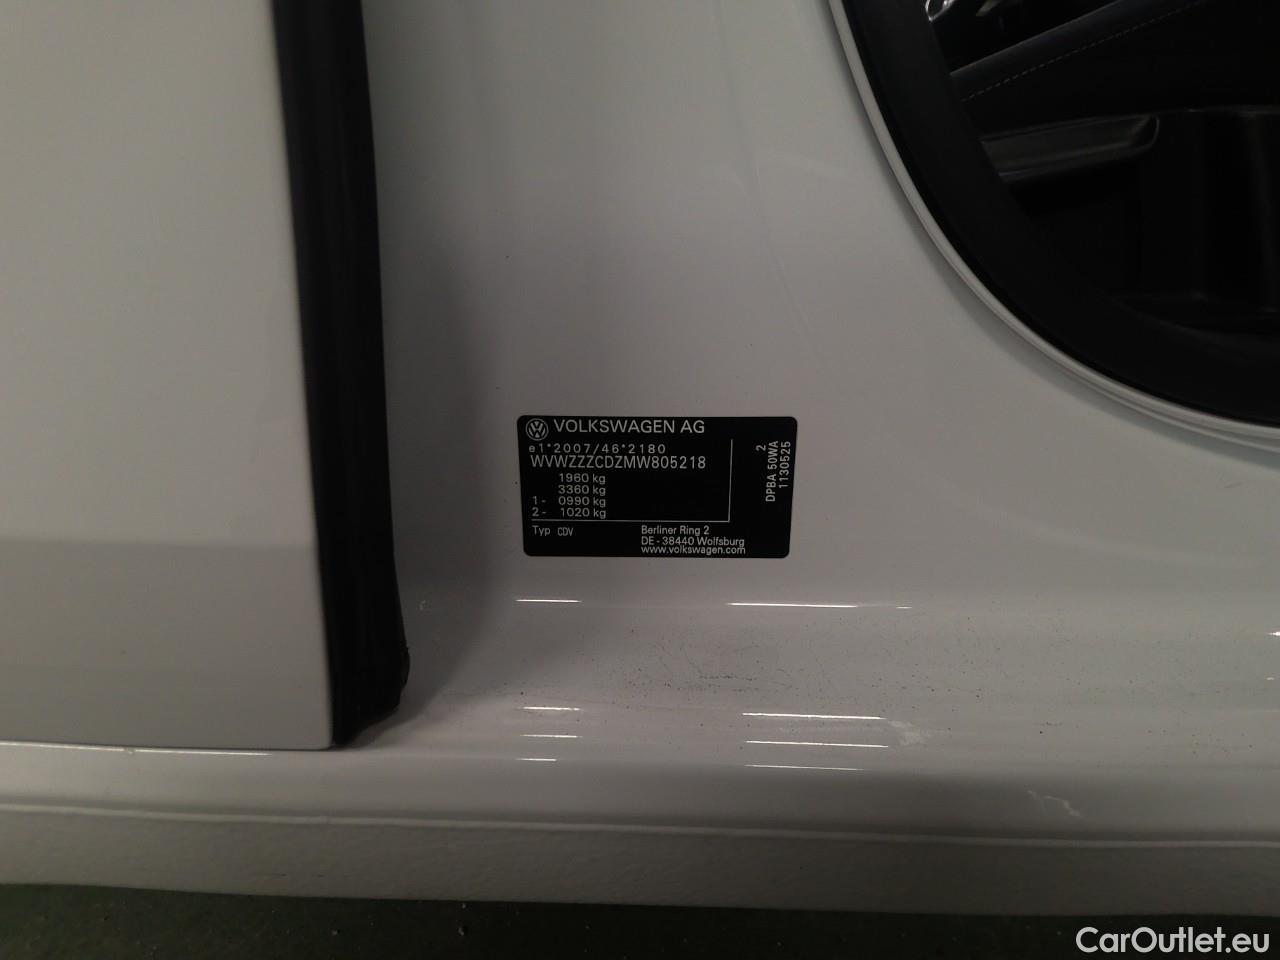 VOLKSWAGEN AG
e1*2007/46*2180
WVWZZZCDZMW805218
1960 kg
3360 kg
1- 0990 kg
2- 1020 kg
Typ CDV
Berliner Ring 2
DE-38440 Wolfsburg
www.volkswagen.com
2
DPBA 50WA
1130525
CarOutlet.eu